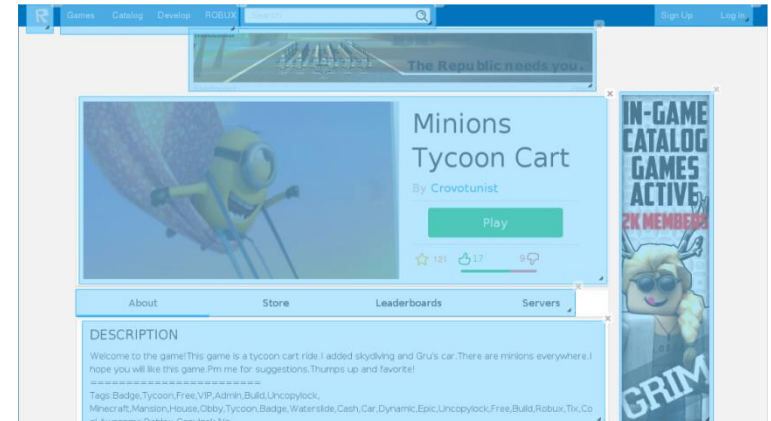 Games Catalog Develop ROBUX Search Sign Up Log in
The Republic needs you.
Minions
Tycoon Cart
By Crovotunist
Play
121 17 9
About Store Leaderboards Servers
DESCRIPTION
Welcome to the game!This game is a tycoon cart ride.I added skydiving and Gru's car.There are minions everywhere.I
hope you will like this game.Pm me for suggestions.Thumps up and favorite!
==========================
Tags:Badge,Tycoon,Free,VIP,Admin,Build,Uncopylock,
Minecraft,Mansion,House,Obby,Tycoon,Badge,Waterslide,Cash,Car,Dynamic,Epic,Uncopylock,Free,Build,Robux,Tix,Co
IN-GAME
CATALOG
GAMES
ACTIVE
2K MEMBERS
GRIM